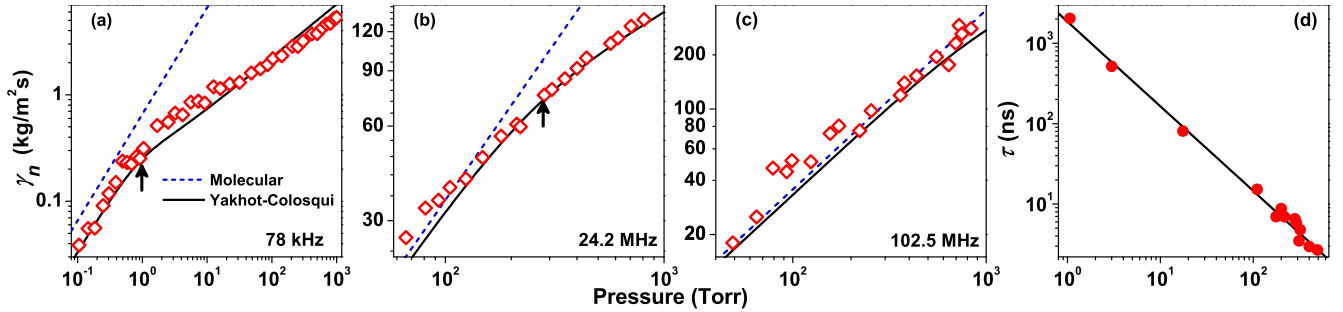 (a)
(b)
(c)
(d)
γn (kg/m²s)
1
0.1
10⁻¹ 10⁰ 10¹ 10² 10³
Molecular
Yakhot-Colosqui
78 kHz
120
90
60
30
10² 10³
24.2 MHz
200
100
80
60
40
20
10² 10³
102.5 MHz
τ (ns)
10³
10²
10¹
10⁰ 10¹ 10²
Pressure (Torr)